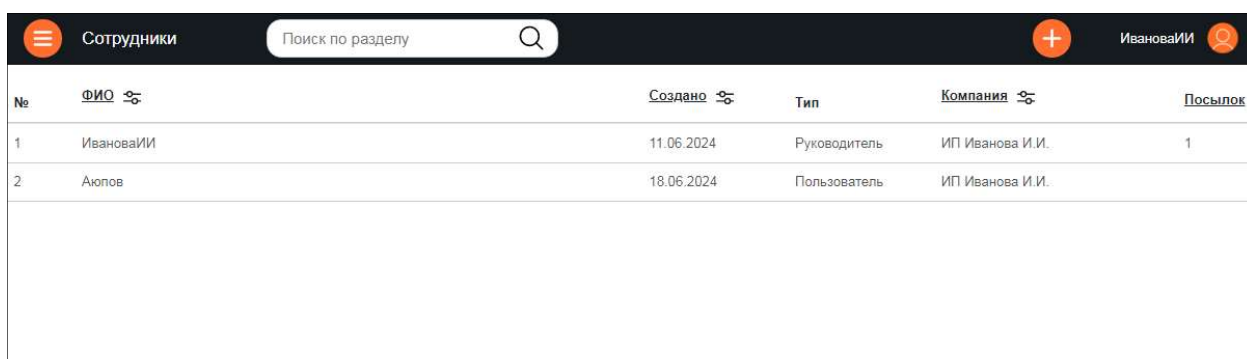 Сотрудники Поиск по разделу ИвановаИИ
№ ФИО Создано Тип Компания Посылок
1 ИвановаИИ 11.06.2024 Руководитель ИП Иванова И.И. 1
2 Аюпов 18.06.2024 Пользователь ИП Иванова И.И.